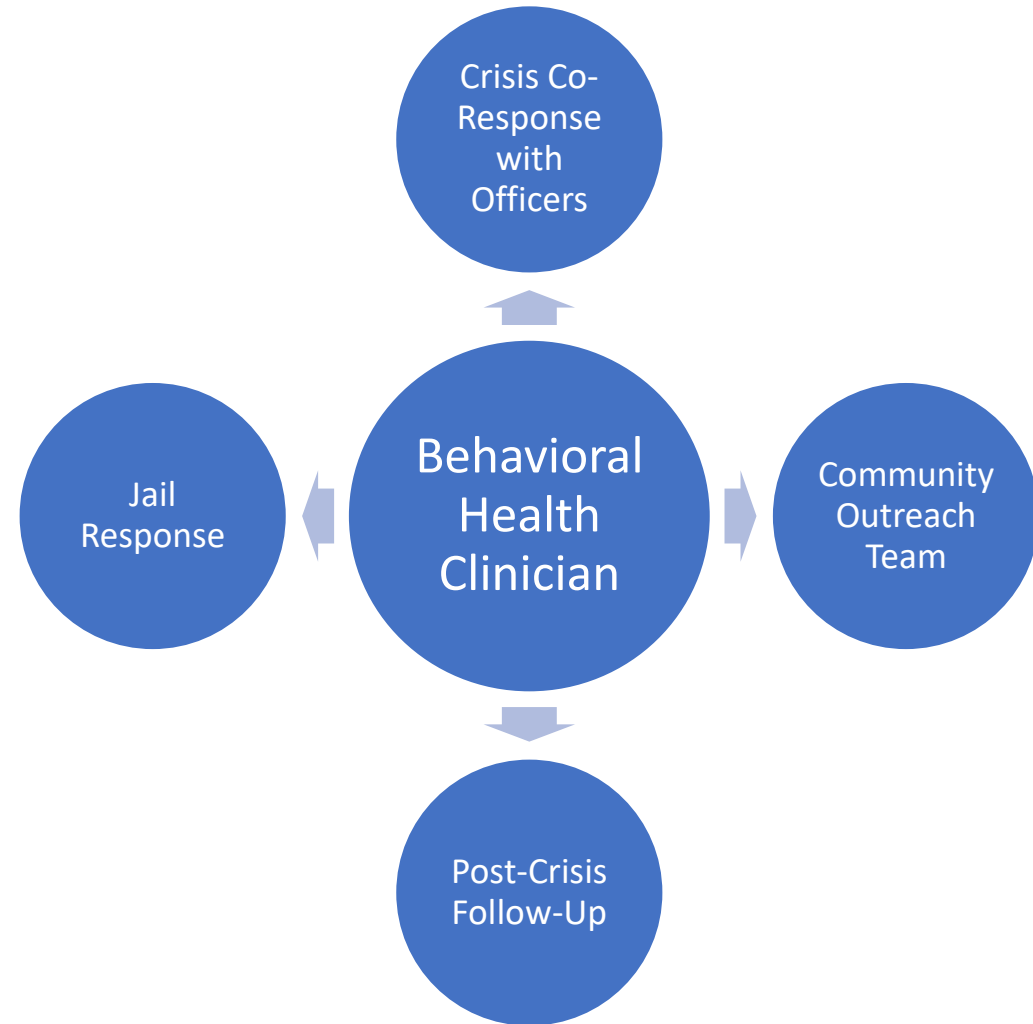 Crisis Co-
Response
with
Officers
Jail
Response
Behavioral
Health
Clinician
Community
Outreach
Team
Post-Crisis
Follow-Up